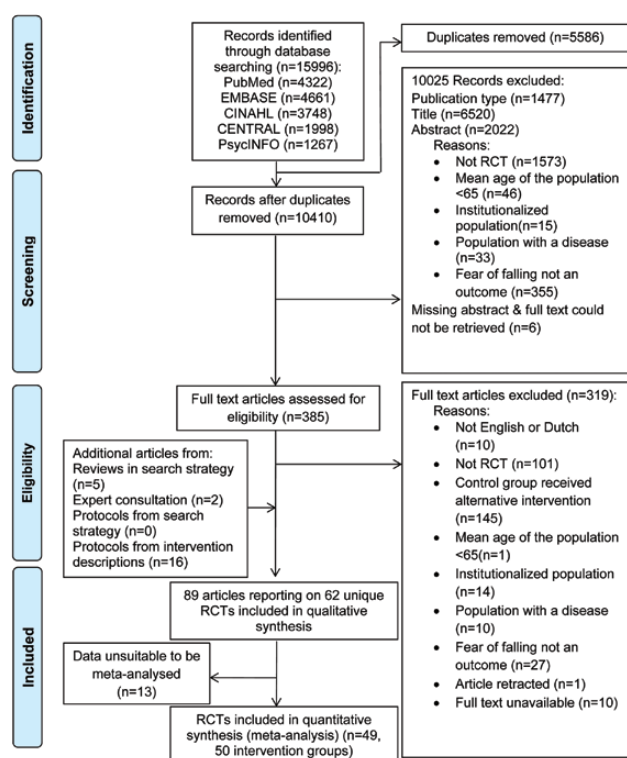 Identification
Records identified
through database
searching (n=15996):
PubMed (n=4322)
EMBASE (n=4661)
CINAHL (n=3748)
CENTRAL (n=1998)
PsycINFO (n=1267)
Duplicates removed (n=5586)
Screening
Records after duplicates
removed (n=10410)
10025 Records excluded:
Publication type (n=1477)
Title (n=6520)
Abstract (n=2022)
Reasons:
• Not RCT (n=1573)
• Mean age of the population
<65 (n=46)
• Institutionalized
population(n=15)
• Population with a disease
(n=33)
• Fear of falling not an
outcome (n=355)
Missing abstract & full text could
not be retrieved (n=6)
Eligibility
Full text articles assessed for
eligibility (n=385)
Additional articles from:
Reviews in search strategy
(n=5)
Expert consultation (n=2)
Protocols from search
strategy (n=0)
Protocols from intervention
descriptions (n=16)
Full text articles excluded (n=319):
Reasons:
• Not English or Dutch
(n=10)
• Not RCT (n=101)
• Control group received
alternative intervention
(n=145)
• Mean age of the population
<65(n=1)
• Institutionalized population
(n=14)
• Population with a disease
(n=10)
• Fear of falling not an
outcome (n=27)
• Article retracted (n=1)
• Full text unavailable (n=10)
Included
89 articles reporting on 62 unique
RCTs included in qualitative
synthesis
Data unsuitable to be
meta-analysed
(n=13)
RCTs included in quantitative
synthesis (meta-analysis) (n=49,
50 intervention groups)